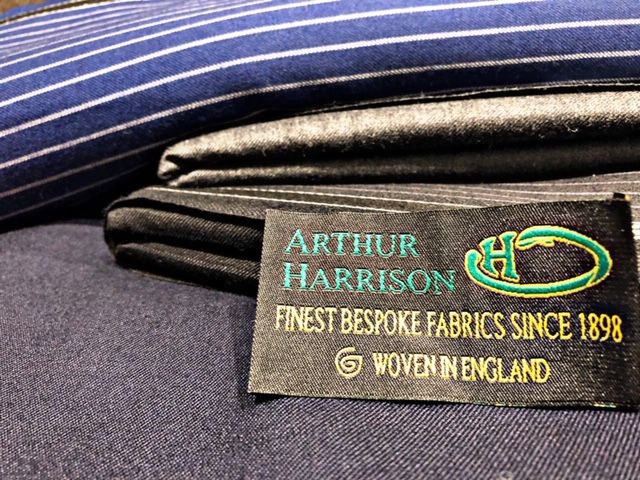 ARTHUR
HARRISON
H
FINEST BESPOKE FABRICS SINCE 1898
WOVEN IN ENGLAND